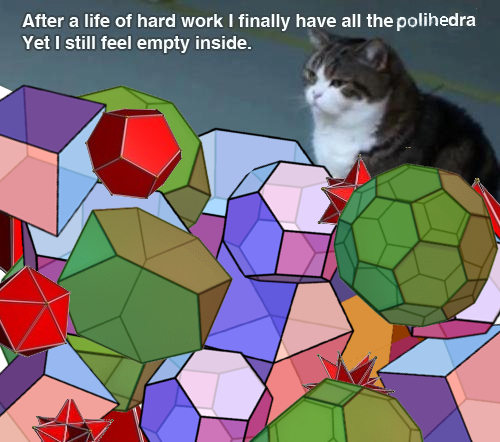 After a life of hard work I finally have all the polihedra
Yet I still feel empty inside.